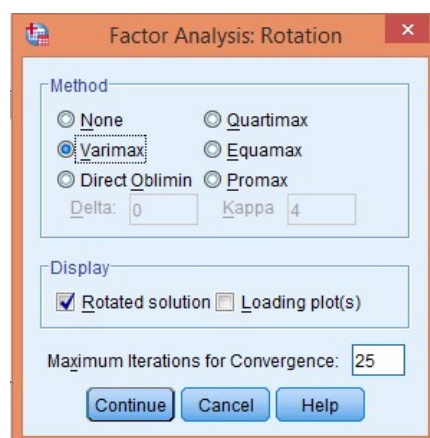 Factor Analysis: Rotation
Method
None Quartimax
Varimax Equamax
Direct Oblimin Promax
Delta: 0 Kappa 4
Display
Rotated solution Loading plot(s)
Maximum Iterations for Convergence: 25
Continue Cancel Help